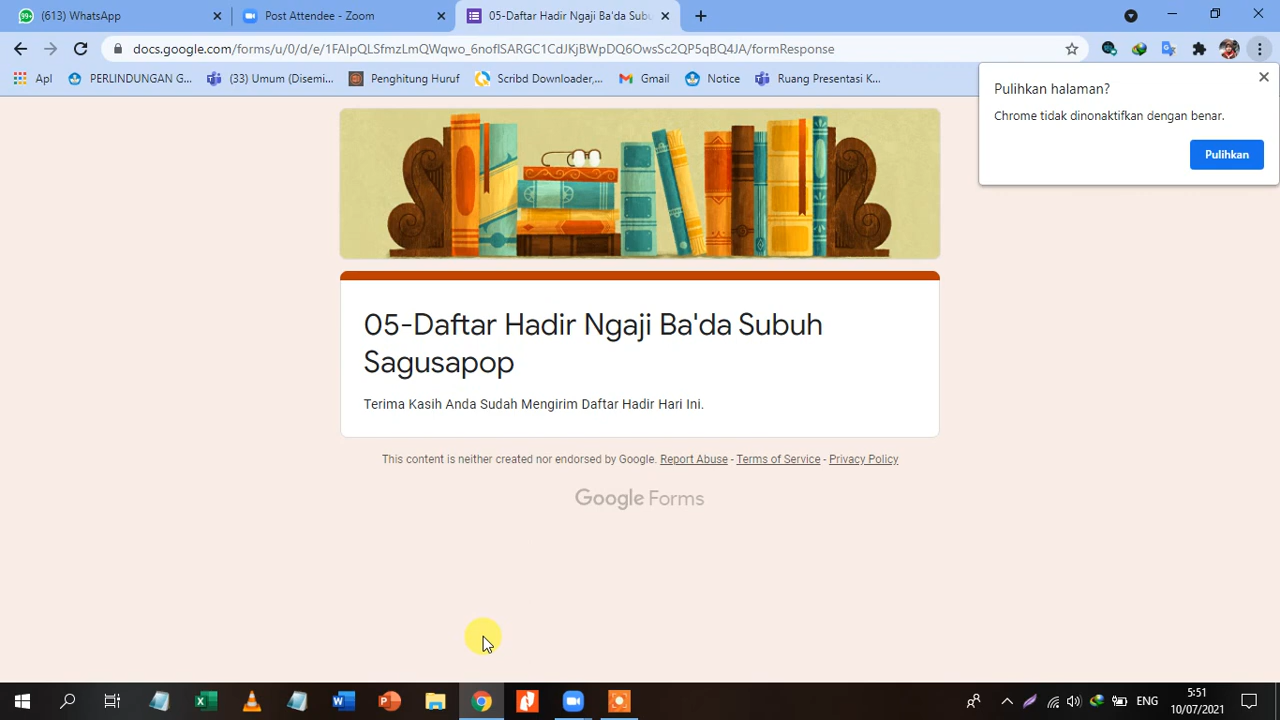 (613) WhatsApp
Post Attendee - Zoom
05-Daftar Hadir Ngaji Ba'da Sub
docs.google.com/forms/u/0/d/e/1FAIpQLSfmzLmQWqwo_6nofISARGC1CdJKjBWpDQ6OwsSc2QP5qBQ4JA/formResponse
Apl
PERLINDUNGAN G...
(33) Umum (Disemi...
Penghitung Huruf
Scribd Downloader,...
Gmail
Notice
Ruang Presentasi K...
Pulihkan halaman?
Chrome tidak dinonaktifkan dengan benar.
Pulihkan
05-Daftar Hadir Ngaji Ba'da Subuh
Sagusapop
Terima Kasih Anda Sudah Mengirim Daftar Hadir Hari Ini.
This content is neither created nor endorsed by Google. Report Abuse - Terms of Service - Privacy Policy
Google Forms
ENG
5:51
10/07/2021